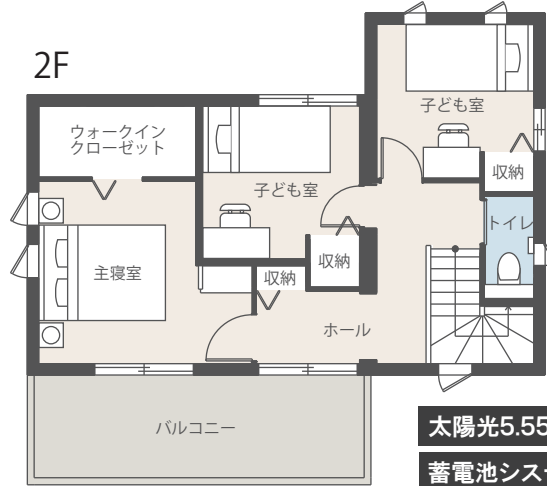 2F
子ども室
ウォークイン
クローゼット
収納
子ども室
トイレ
主寝室
収納
収納
ホール
バルコニー
太陽光5.55
蓄電池シス